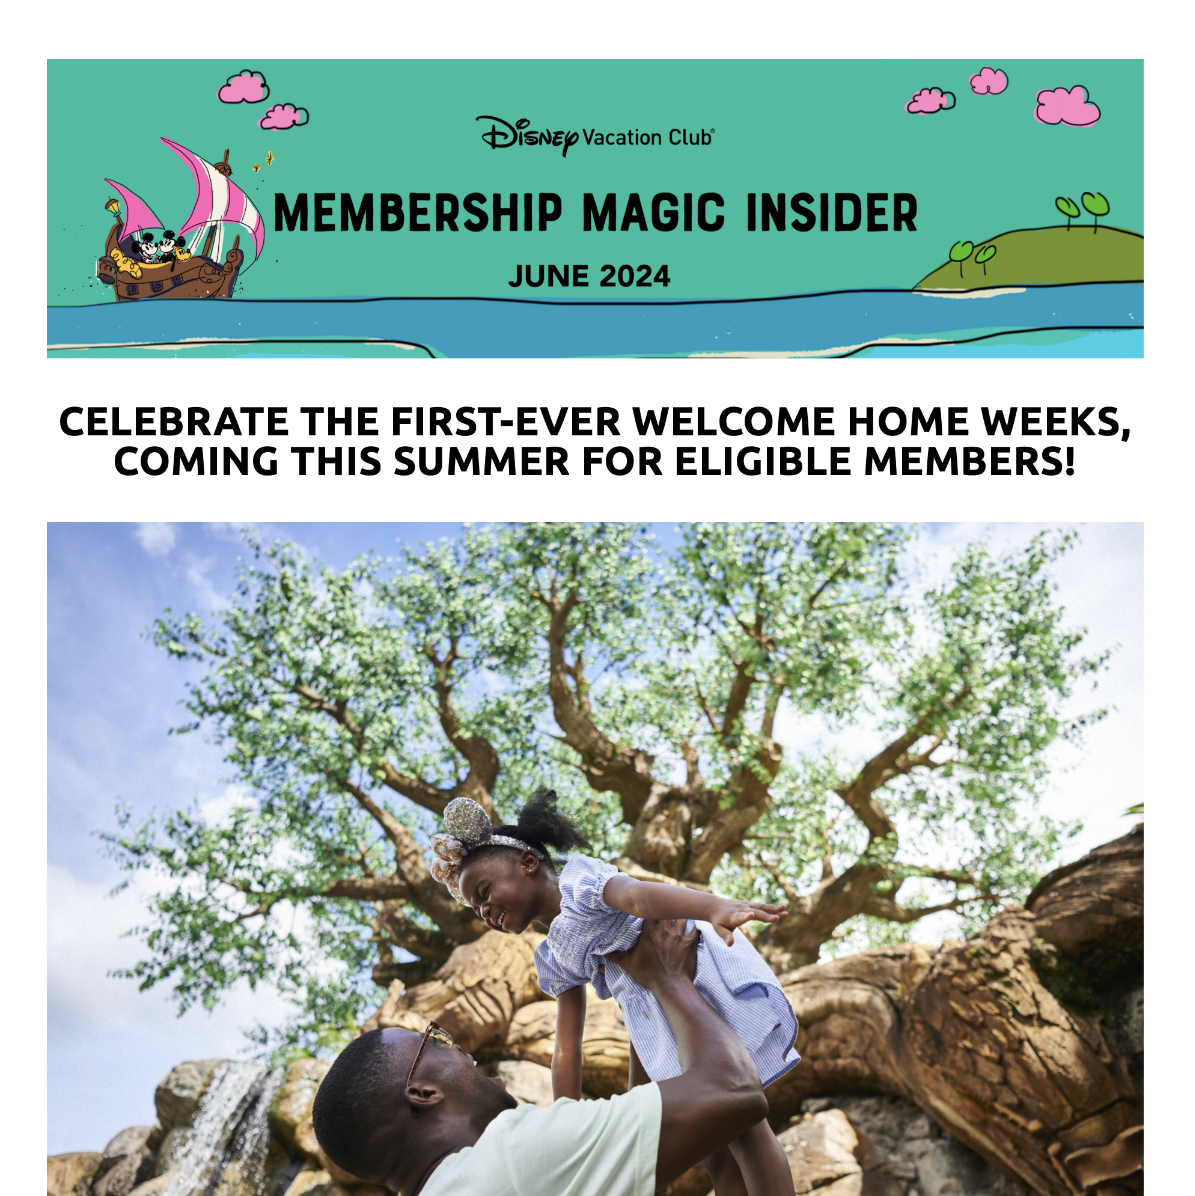 Disney Vacation Club®
MEMBERSHIP MAGIC INSIDER
JUNE 2024
CELEBRATE THE FIRST-EVER WELCOME HOME WEEKS,
COMING THIS SUMMER FOR ELIGIBLE MEMBERS!